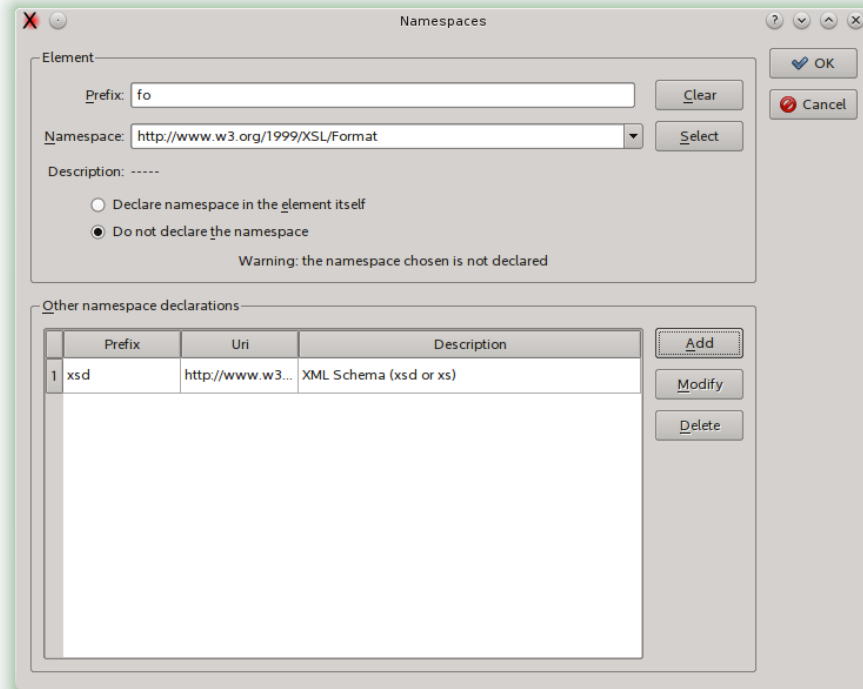 Namespaces
Element
Prefix: fo Clear
OK
Cancel
Namespace: http://www.w3.org/1999/XSL/Format Select
Description: -----
Declare namespace in the element itself
Do not declare the namespace
Warning: the namespace chosen is not declared
Other namespace declarations
Prefix Uri Description
1 xsd http://www.w3... XML Schema (xsd or xs)
Add
Modify
Delete